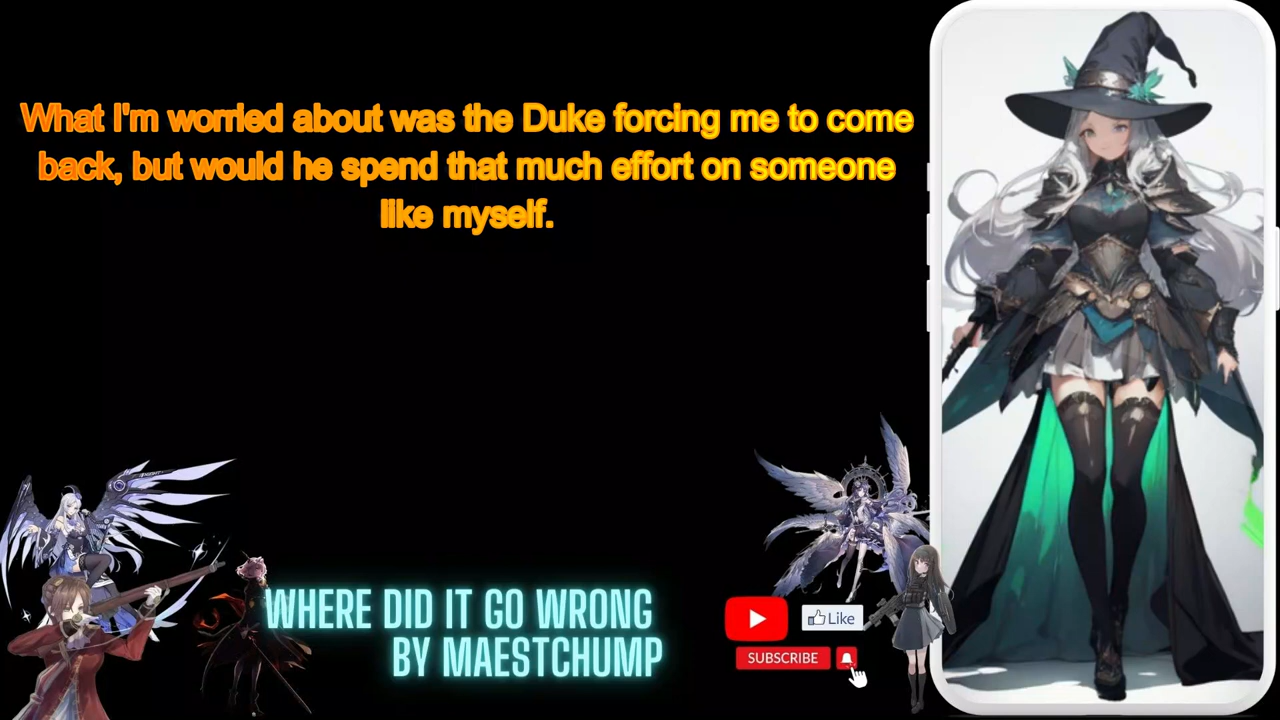 What I'm worried about was the Duke forcing me to come
back, but would he spend that much effort on someone
like myself.
WHERE DID IT GO WRONG
BY MAESTCHUMP
Like
SUBSCRIBE